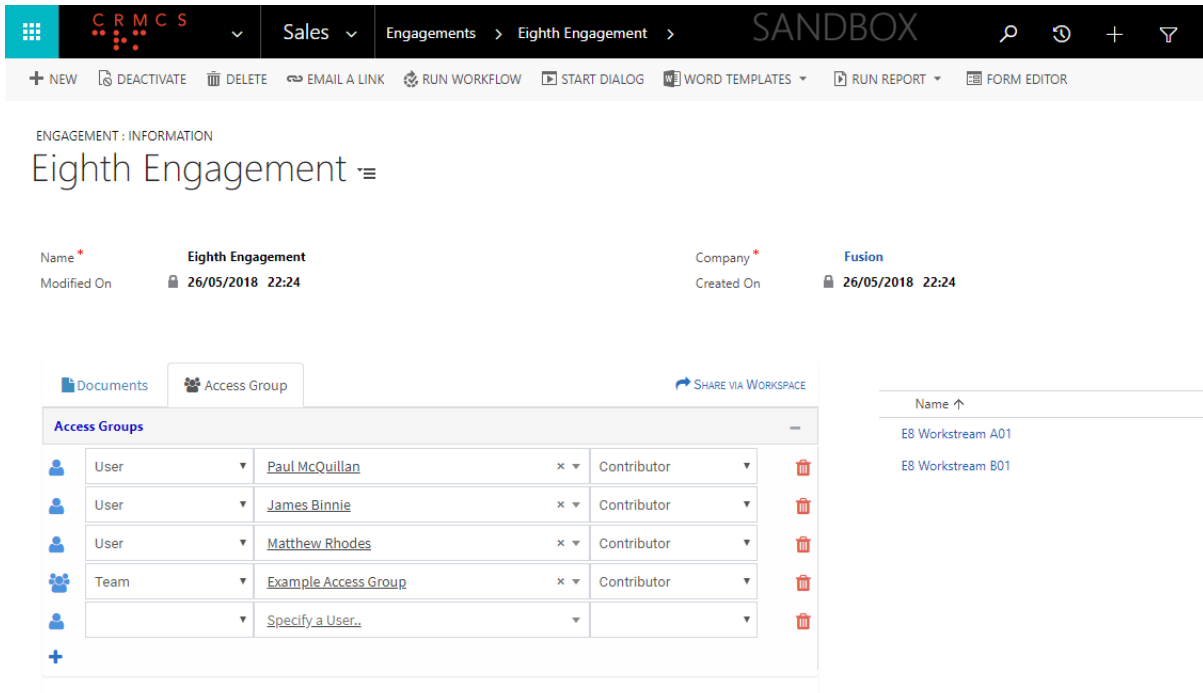 CRMCS
Sales
Engagements > Eighth Engagement >
SANDBOX
NEW
DEACTIVATE
DELETE
EMAIL A LINK
RUN WORKFLOW
START DIALOG
WORD TEMPLATES
RUN REPORT
FORM EDITOR
ENGAGEMENT : INFORMATION
Eighth Engagement
Name* Eighth Engagement
Company* Fusion
Modified On 26/05/2018 22:24
Created On 26/05/2018 22:24
Documents
Access Group
SHARE VIA WORKSPACE
Access Groups
User Paul McQuillan × Contributor
User James Binnie × Contributor
User Matthew Rhodes × Contributor
Team Example Access Group × Contributor
Specify a User..
Name ↑
E8 Workstream A01
E8 Workstream B01